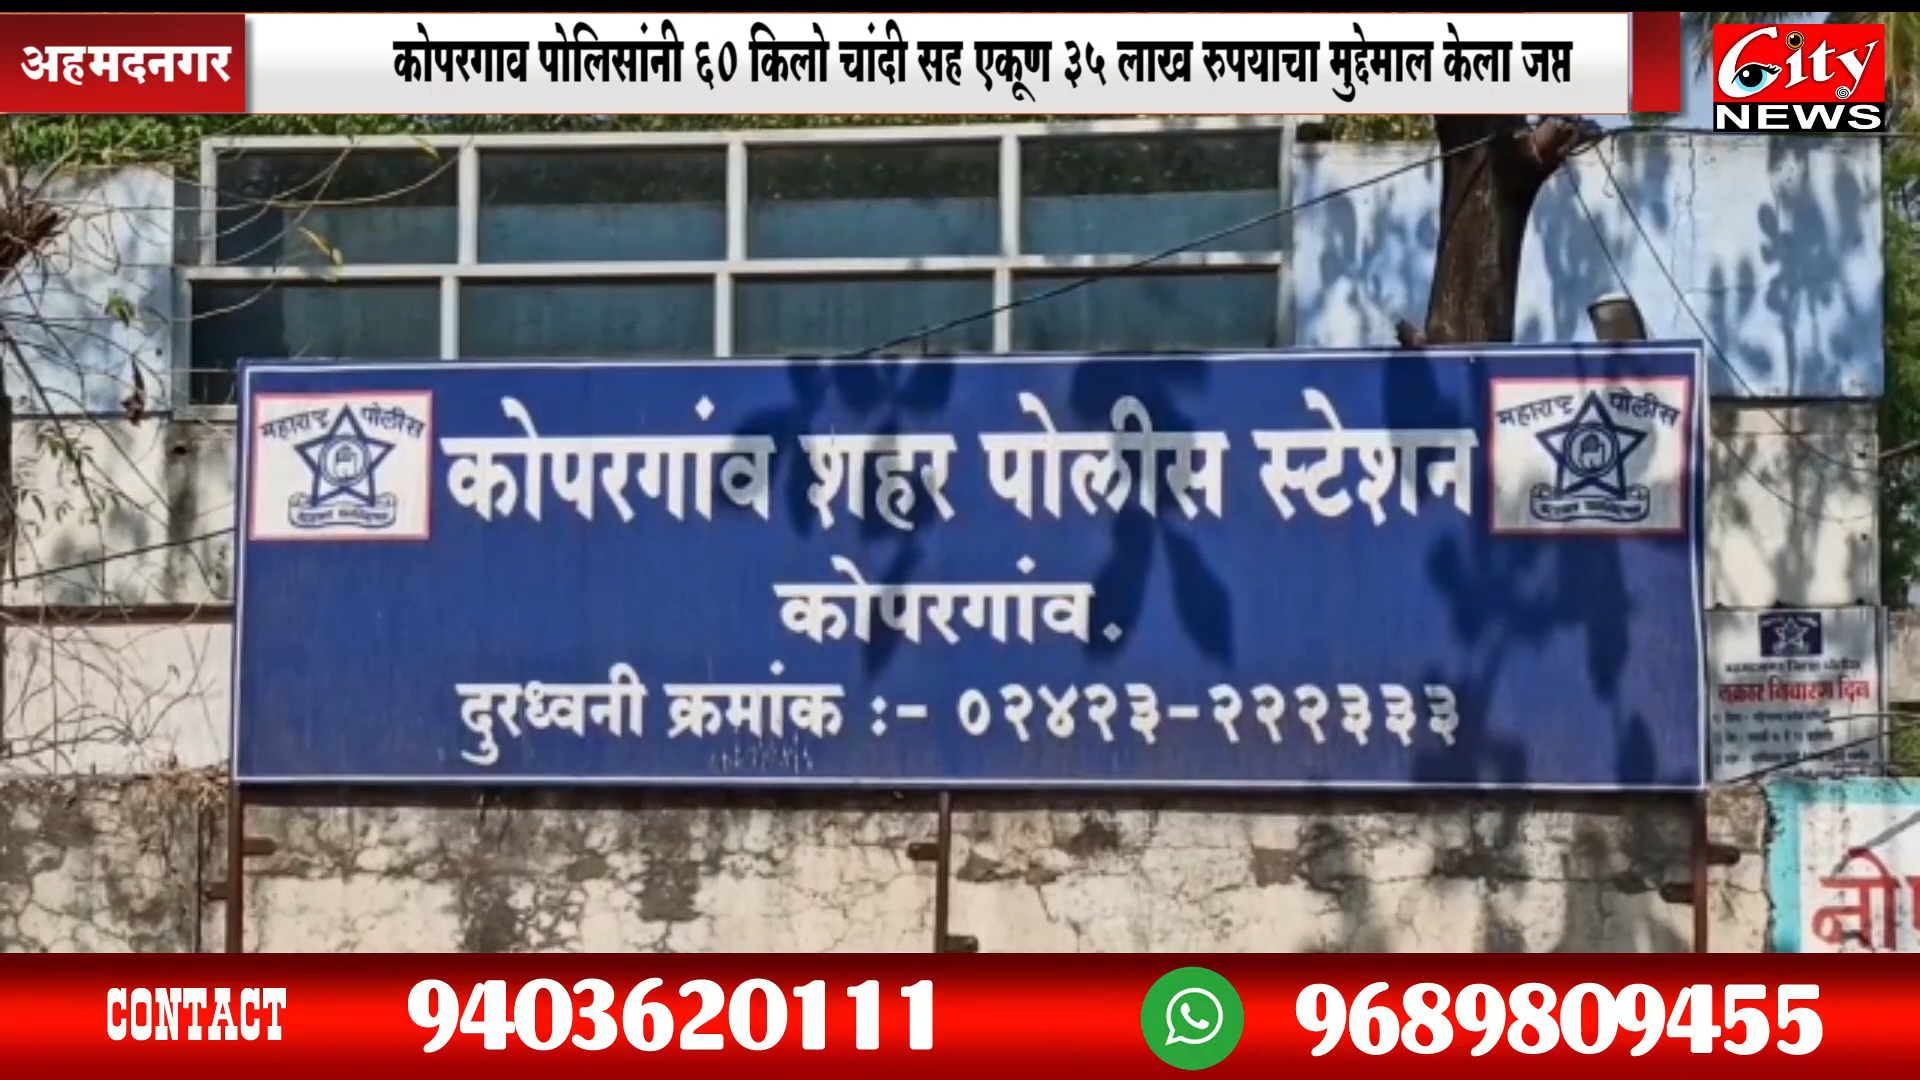 अहमदनगर
कोपरगाव पोलिसांनी ६० किलो चांदी सह एकूण ३५ लाख रुपयाचा मुद्देमाल केला जप्त
City
NEWS
महाराष्ट्र पोलीस
कोपरगांव शहर पोलीस स्टेशन
महाराष्ट्र पोलीस
कोपरगांव.
दुरध्वनी क्रमांक :- ०२४२३-२२२३३३
तक्रार निवारण दिन
CONTACT
9403620111
9689809455